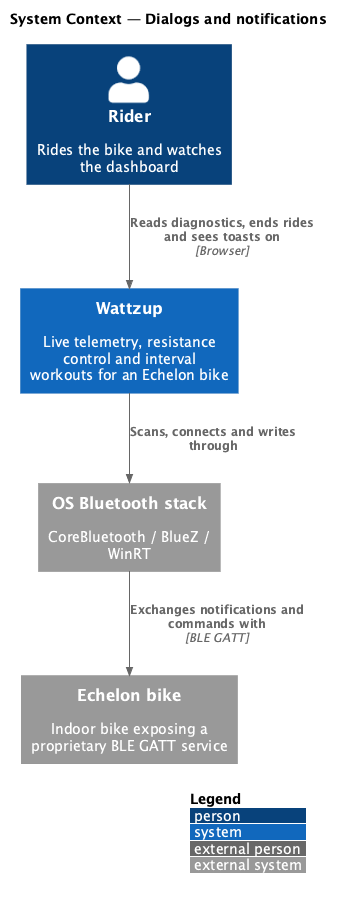 System Context — Dialogs and notifications
Rider
Rides the bike and watches
the dashboard
Reads diagnostics, ends rides
and sees toasts on
[Browser]
Wattzup
Live telemetry, resistance
control and interval
workouts for an Echelon bike
Scans, connects and writes
through
OS Bluetooth stack
CoreBluetooth / BlueZ /
WinRT
Exchanges notifications and
commands with
[BLE GATT]
Echelon bike
Indoor bike exposing a
proprietary BLE GATT service
Legend
person
system
external person
external system